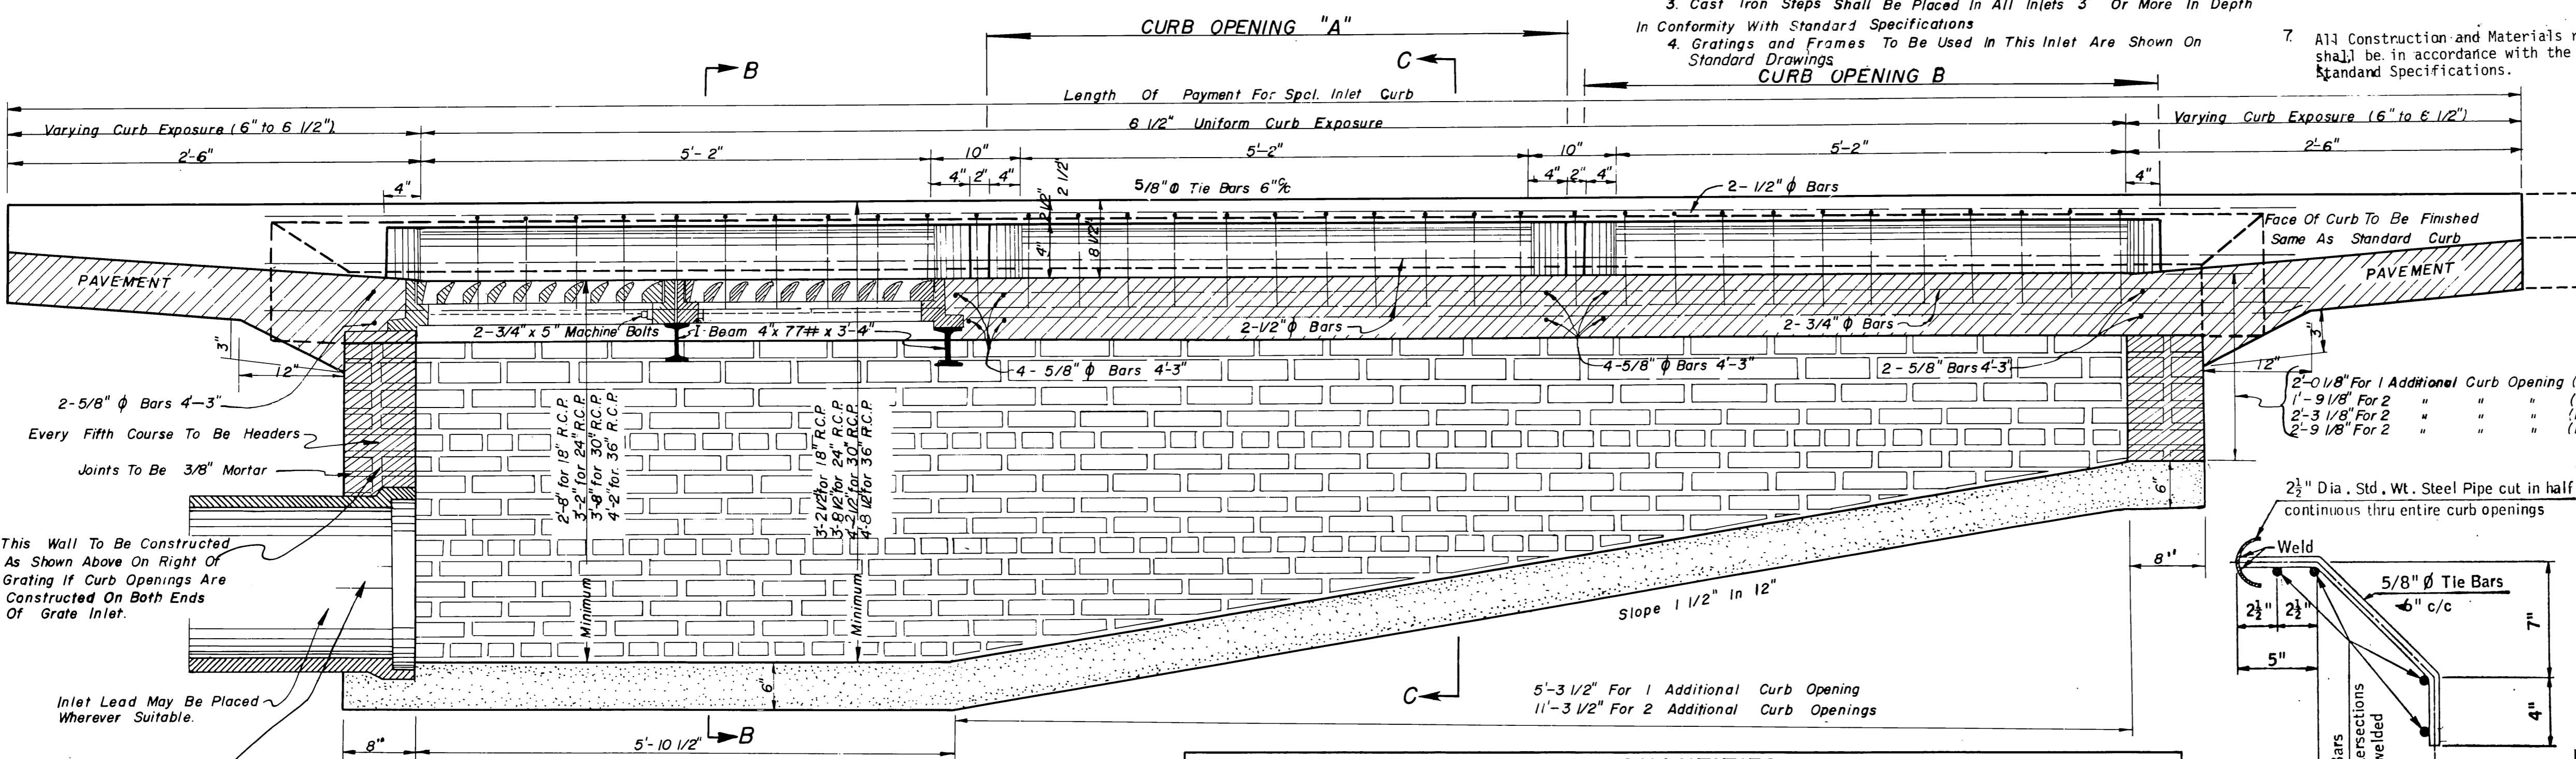 3. Cast Iron Steps Shall Be Placed In All Inlets 3' Or More In Depth
In Conformity With Standard Specifications
4. Gratings and Frames To Be Used In This Inlet Are Shown On
Standard Drawings
7. All Construction and Materials
shall be in accordance with the
Standand Specifications.
CURB OPENING "A"
B
C
CURB OPENING B
Length Of Payment For Spcl. Inlet Curb
Varying Curb Exposure (6" to 6 1/2")
6 1/2" Uniform Curb Exposure
Varying Curb Exposure (6" to 6 1/2")
2'-6"
5'-2"
10"
5'-2"
10"
5'-2"
2'-6"
4"
4" 2" 4"
2 1/2"
5/8" Φ Tie Bars 6" c/c
4" 2" 4"
2-1/2" Φ Bars
4"
2 1/2"
4"
8 1/2"
Face Of Curb To Be Finished
Same As Standard Curb
PAVEMENT
PAVEMENT
2-3/4" x 5" Machine Bolts
I-Beam 4" x 77# x 3'-4"
2-1/2" Φ Bars
2-3/4" Φ Bars
3"
12"
4 - 5/8" Φ Bars 4'-3"
4-5/8" Φ Bars 4'-3"
2-5/8" Bars 4'-3"
3"
12"
2-5/8" Φ Bars 4'-3"
Every Fifth Course To Be Headers
Joints To Be 3/8" Mortar
2'-8" for 18" R.C.P.
3'-2" for 24" R.C.P.
3'-8" for 30" R.C.P.
4'-2" for 36" R.C.P.
Minimum
3'-2 1/2" for 18" R.C.P.
3'-8 1/2" for 24" R.C.P.
4'-2 1/2" for 30" R.C.P.
4'-8 1/2" for 36" R.C.P.
Minimum
2'-0 1/8" For 1 Additional Curb Opening (
1'-9 1/8" For 2 " " " (
2'-3 1/8" For 2 " " " (
2'-9 1/8" For 2 " " " (
This Wall To Be Constructed
As Shown Above On Right Of
Grating If Curb Openings Are
Constructed On Both Ends
Of Grate Inlet.
Inlet Lead May Be Placed
Wherever Suitable.
6"
6"
8"
Slope 1 1/2" In 12"
5'-3 1/2" For 1 Additional Curb Opening
11'-3 1/2" For 2 Additional Curb Openings
8"
5'-10 1/2"
B
C
2½" Dia. Std. Wt. Steel Pipe cut in half
continuous thru entire curb openings
Weld
5/8" Ø Tie Bars
6" c/c
2½" 2½"
5"
7"
4"
Bars
ersections
welded